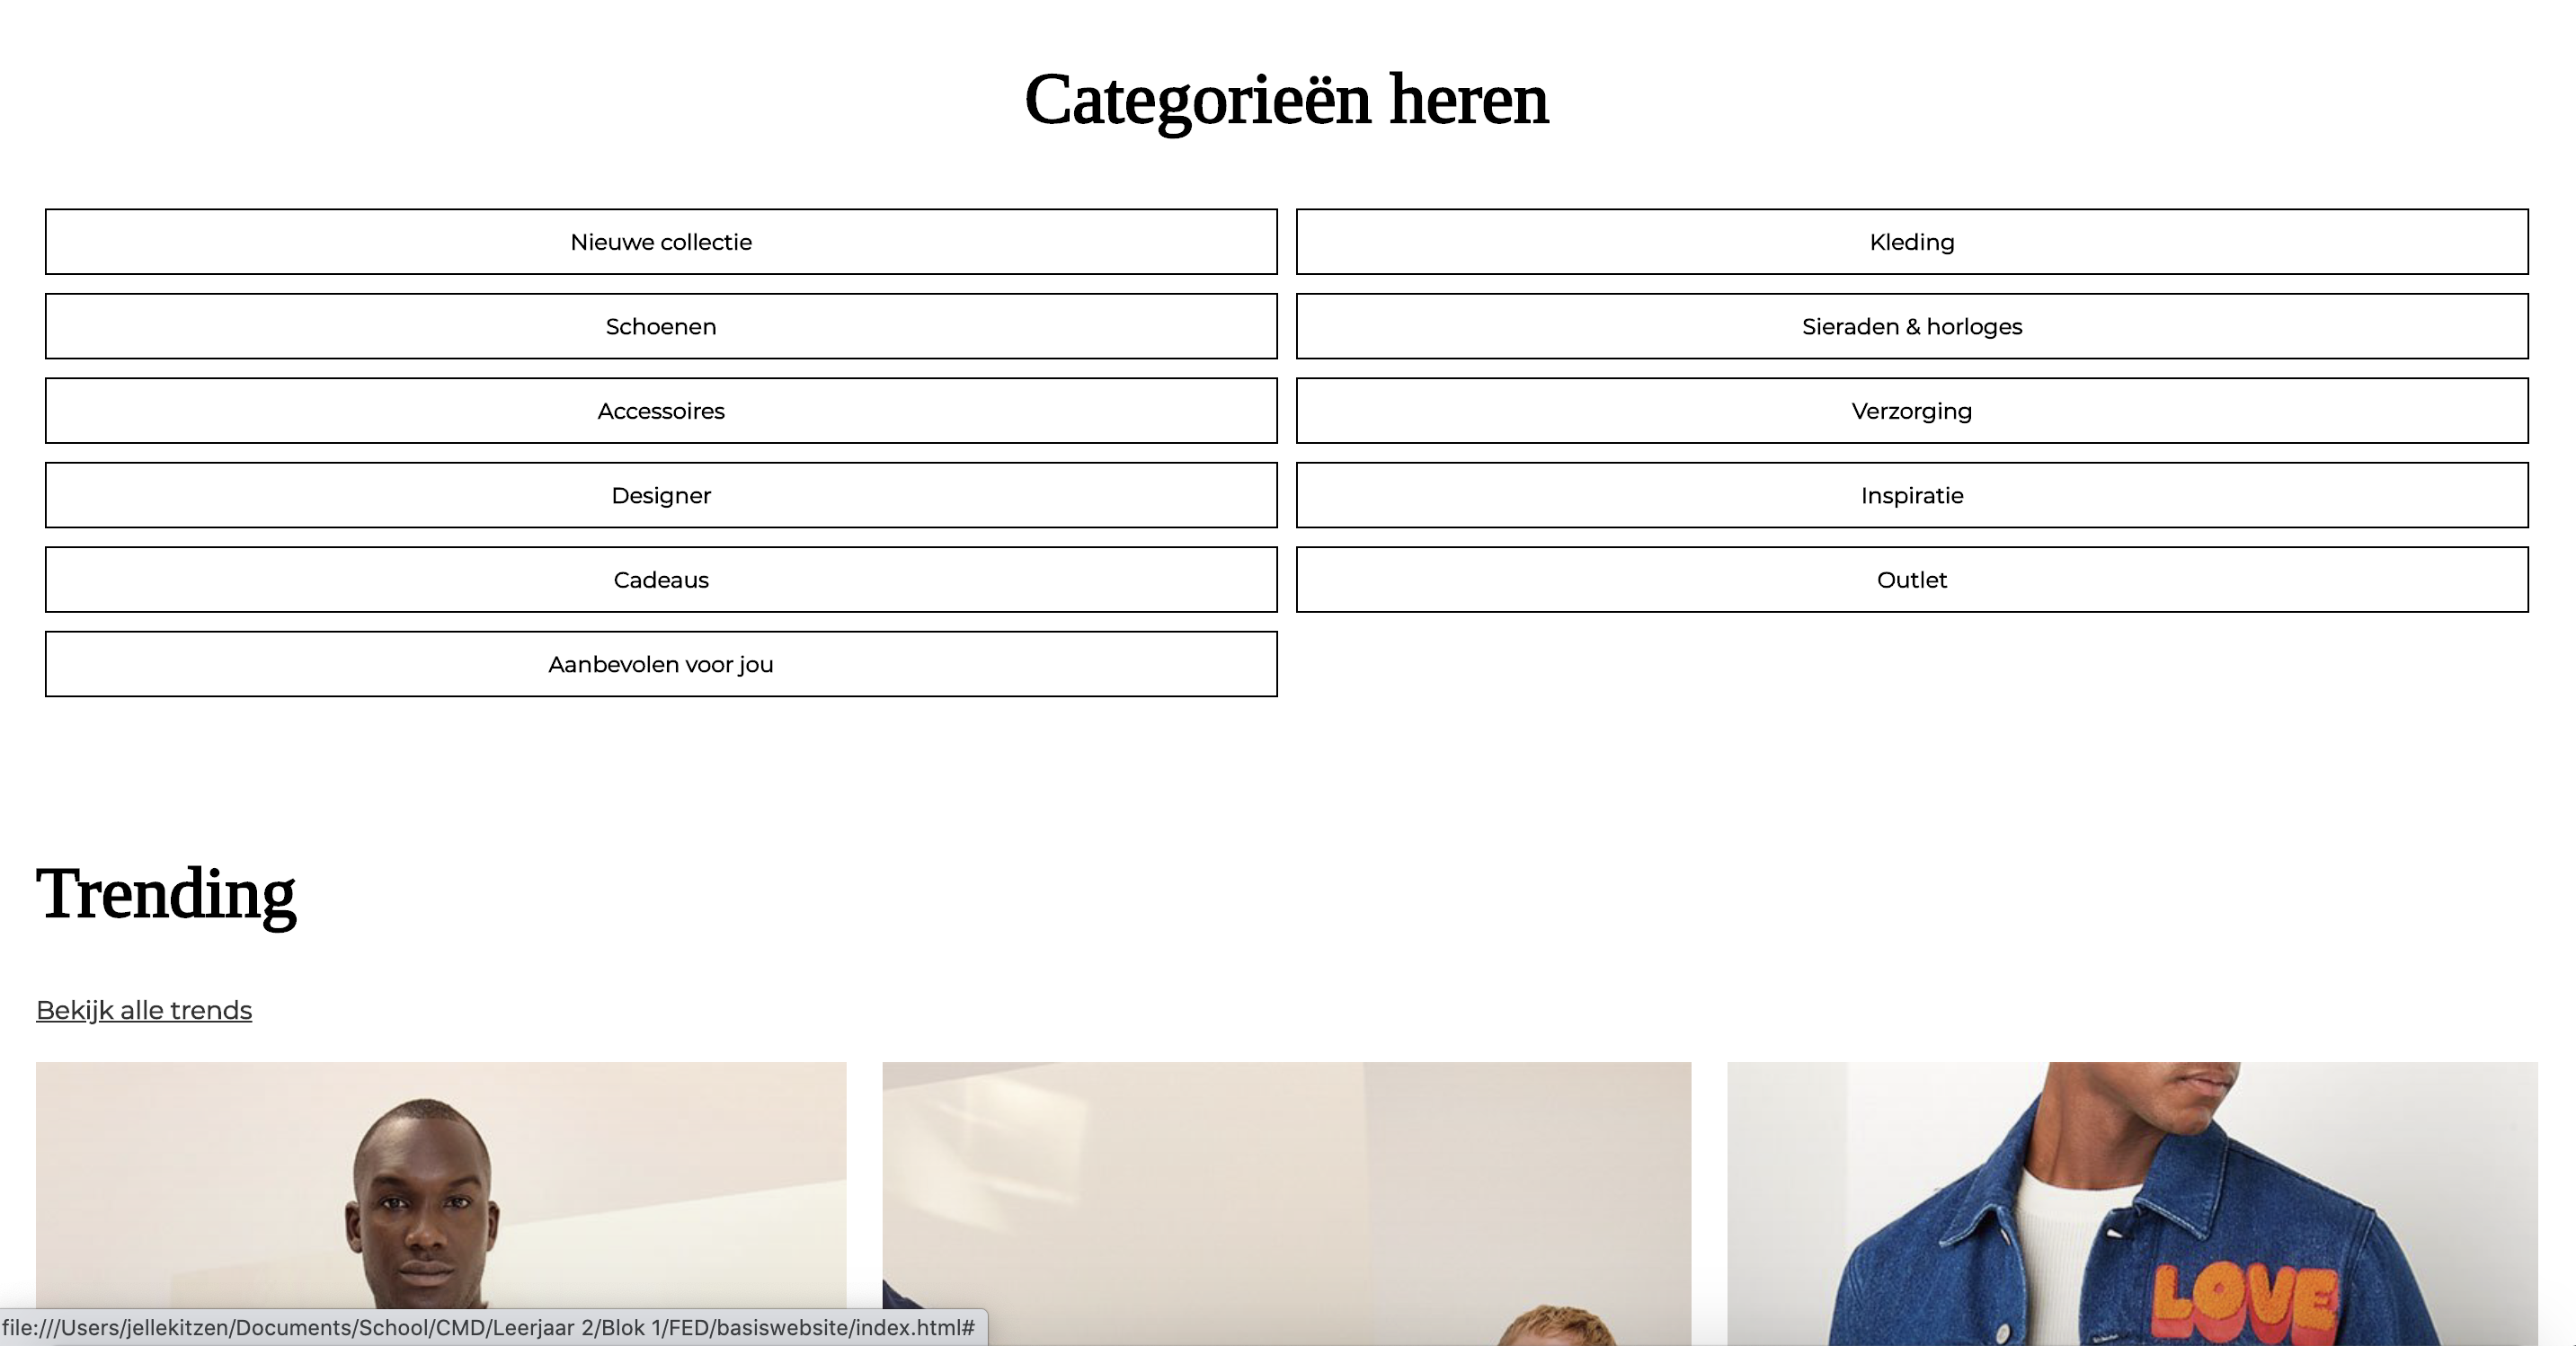 Categorieën heren
Nieuwe collectie
Kleding
Schoenen
Sieraden & horloges
Accessoires
Verzorging
Designer
Inspiratie
Cadeaus
Outlet
Aanbevolen voor jou
Trending
Bekijk alle trends
LOVE
file:///Users/jellekitzen/Documents/School/CMD/Leerjaar 2/Blok 1/FED/basiswebsite/index.html#